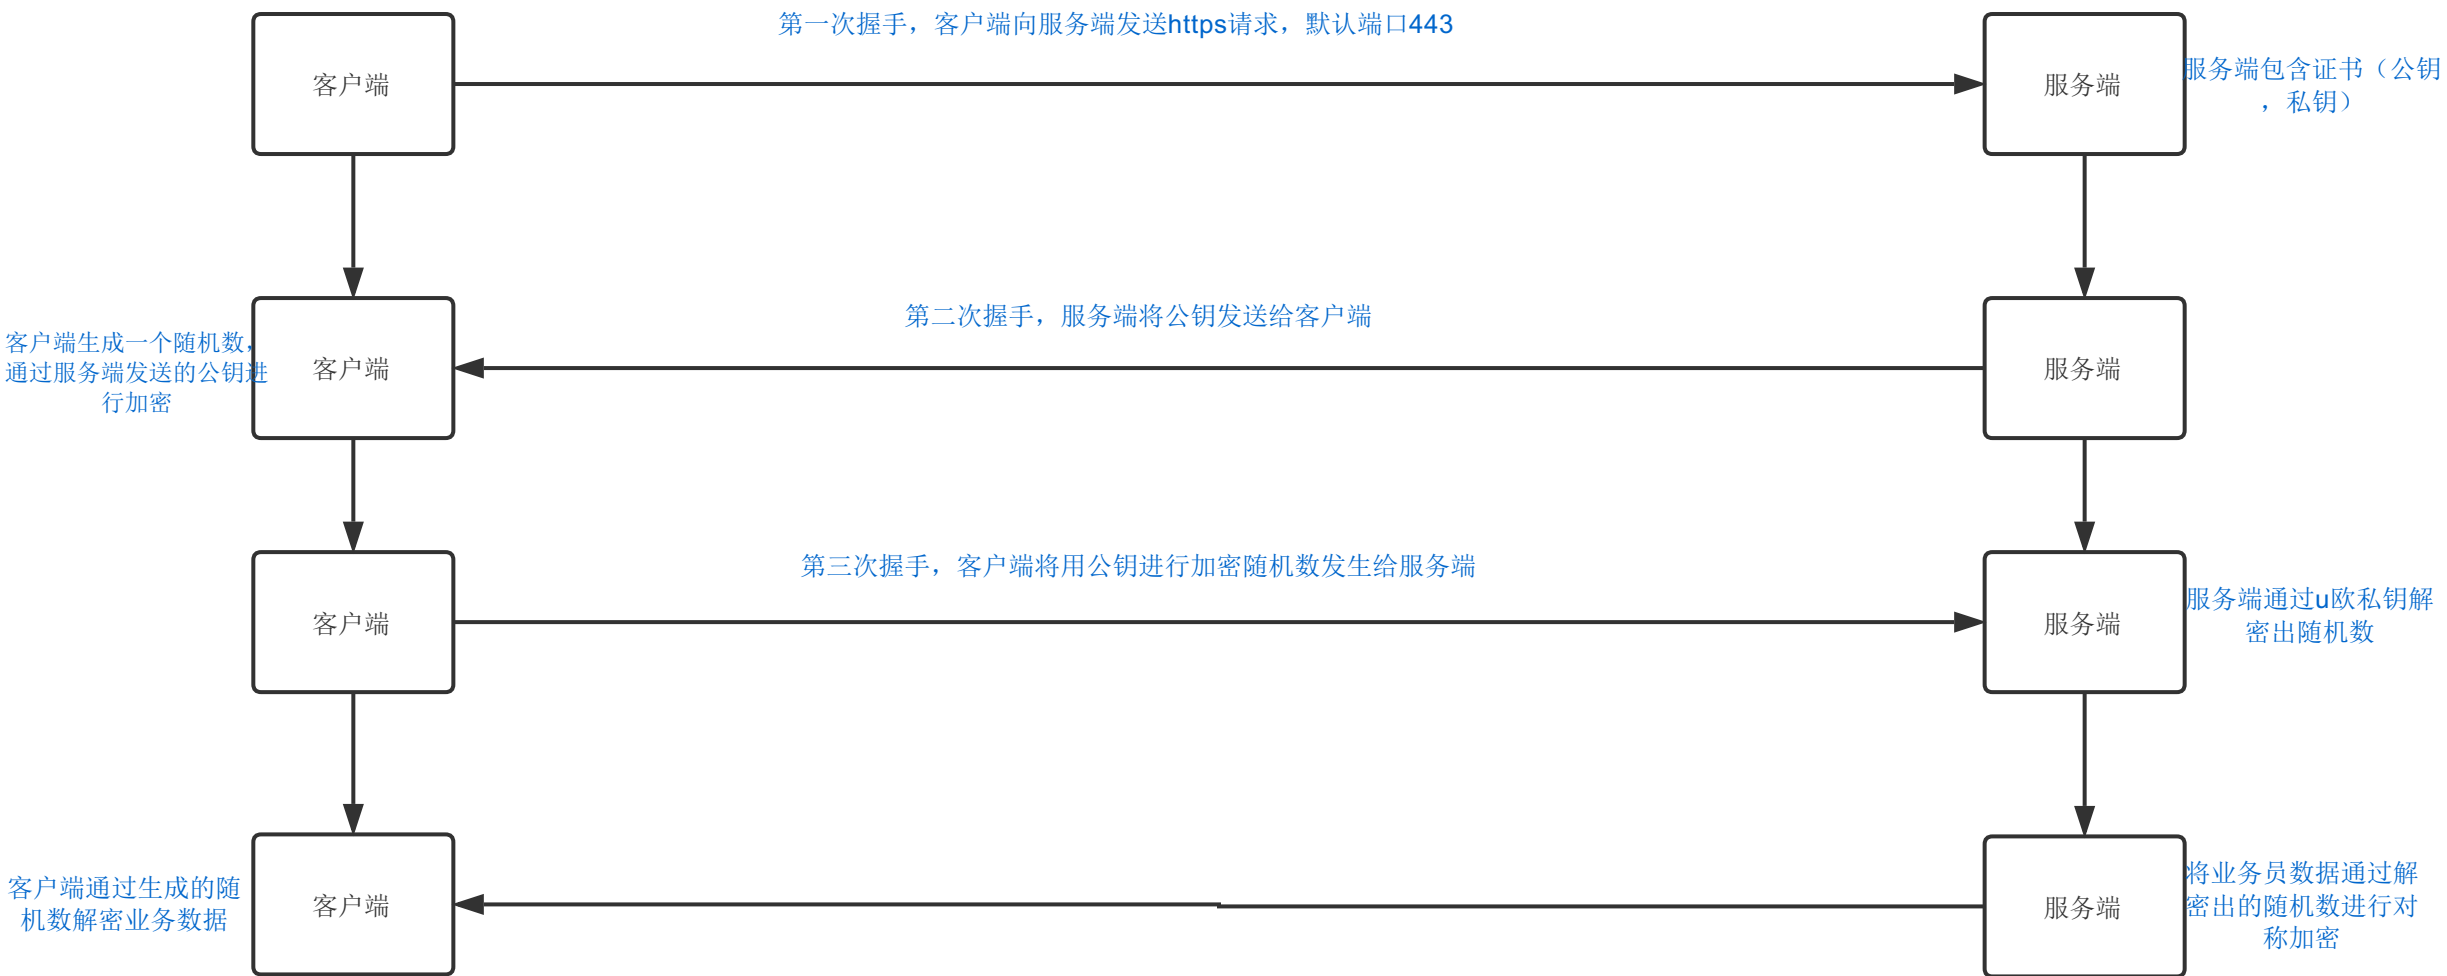 第一次握手，客户端向服务端发送https请求，默认端口443
客户端
服务端
服务端包含证书（公钥
，私钥）
第二次握手，服务端将公钥发送给客户端
客户端生成一个随机数，
通过服务端发送的公钥进
行加密
客户端
服务端
第三次握手，客户端将用公钥进行加密随机数发生给服务端
客户端
服务端
服务端通过u欧私钥解
密出随机数
客户端通过生成的随
机数解密业务数据
客户端
服务端
将业务员数据通过解
密出的随机数进行对
称加密